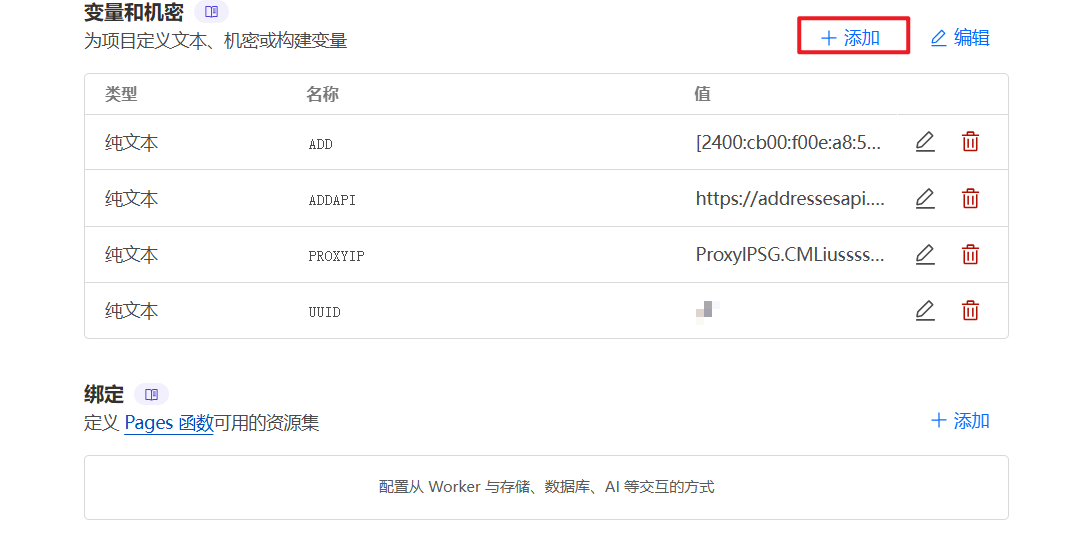 变量和机密
为项目定义文本、机密或构建变量
添加 编辑
类型 名称 值
纯文本 ADD [2400:cb00:f00e:a8:5...
纯文本 ADDAPI https://addressesapi....
纯文本 PROXYIP ProxyIPSG.CMLiussss...
纯文本 UUID
绑定
定义 Pages 函数可用的资源集
添加
配置从 Worker 与存储、数据库、AI 等交互的方式